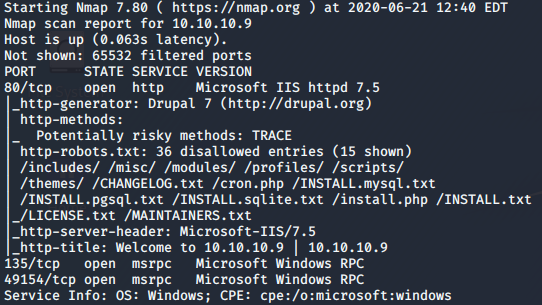 Starting Nmap 7.80 ( https://nmap.org ) at 2020-06-21 12:40 EDT
Nmap scan report for 10.10.10.9
Host is up (0.063s latency).
Not shown: 65532 filtered ports
PORT      STATE SERVICE VERSION
80/tcp    open  http    Microsoft IIS httpd 7.5
|_http-generator: Drupal 7 (http://drupal.org)
| http-methods:
|_  Potentially risky methods: TRACE
| http-robots.txt: 36 disallowed entries (15 shown)
| /includes/ /misc/ /modules/ /profiles/ /scripts/
| /themes/ /CHANGELOG.txt /cron.php /INSTALL.mysql.txt
| /INSTALL.pgsql.txt /INSTALL.sqlite.txt /install.php /INSTALL.txt
|_/LICENSE.txt /MAINTAINERS.txt
|_http-server-header: Microsoft-IIS/7.5
|_http-title: Welcome to 10.10.10.9 | 10.10.10.9
135/tcp   open  msrpc   Microsoft Windows RPC
49154/tcp open  msrpc   Microsoft Windows RPC
Service Info: OS: Windows; CPE: cpe:/o:microsoft:windows